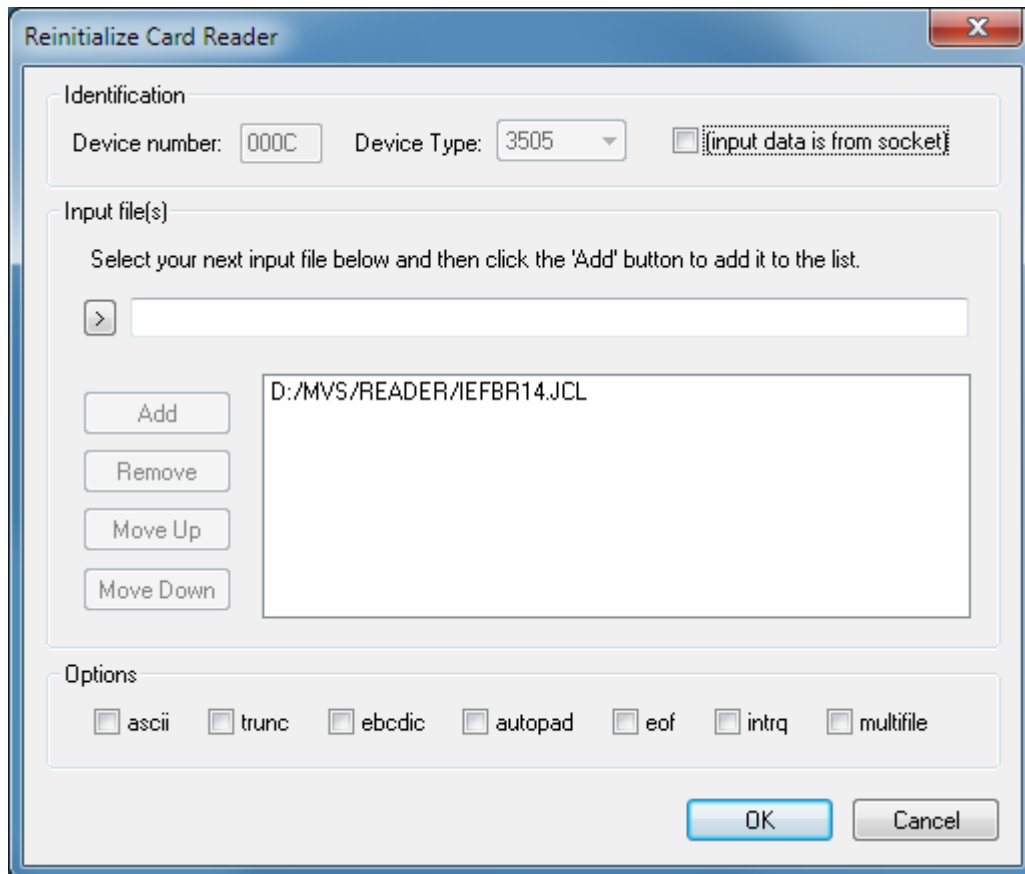 Reinitialize Card Reader
Identification
Device number: 000C Device Type: 3505 (input data is from socket)
Input file(s)
Select your next input file below and then click the 'Add' button to add it to the list.
>
D:/MVS/READER/IEFBR14.JCL
Add
Remove
Move Up
Move Down
Options
ascii trunc ebcdic autopad eof intrq multifile
OK Cancel